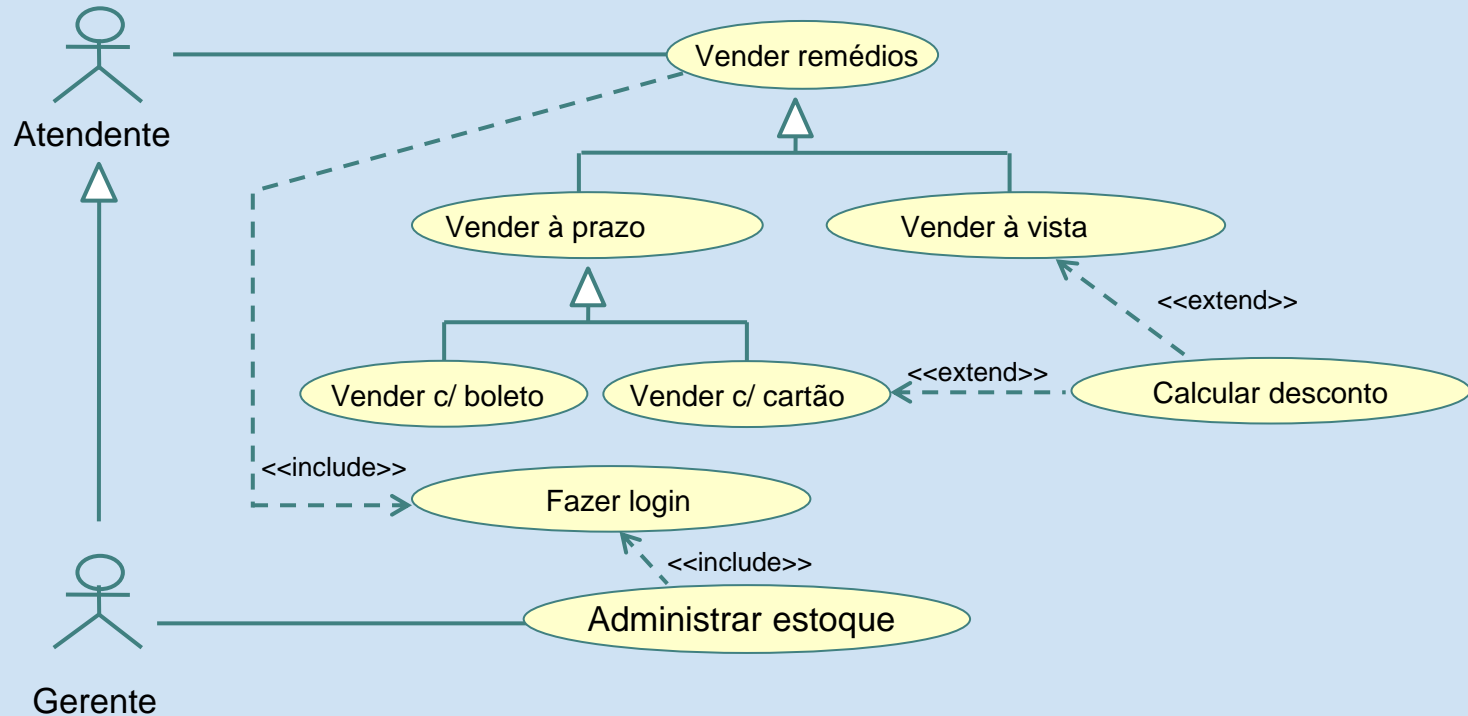 Vender remédios
Atendente
Vender à prazo
Vender à vista
<<extend>>
<<extend>>
Vender c/ boleto
Vender c/ cartão
Calcular desconto
<<include>>
Fazer login
<<include>>
Administrar estoque
Gerente